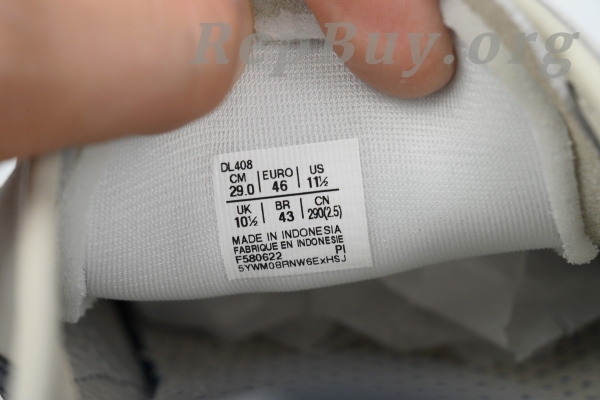 RepBuy.org
DL408
CM EURO US
29.0 46 11½
UK BR CN
10½ 43 290(2.5)
MADE IN INDONESIA
FABRIQUE EN INDONESIE
F580622 PI
5YWM08RNW6ExHSJ